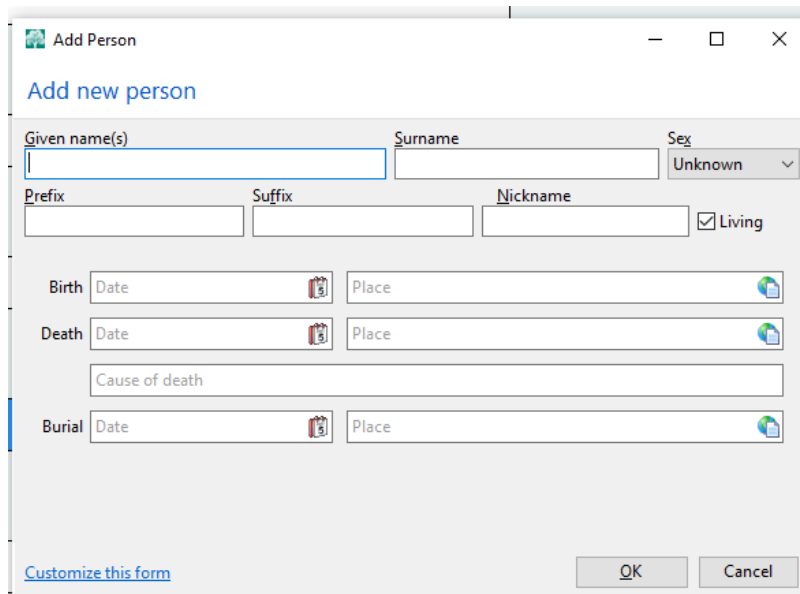 Add Person
Add new person
Given name(s) Surname Sex
Unknown
Prefix Suffix Nickname
Living
Birth Date Place
Death Date Place
Cause of death
Burial Date Place
Customize this form OK Cancel